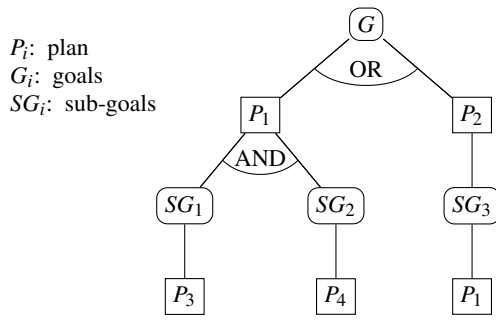 P_i: plan
G_i: goals
SG_i: sub-goals
G
OR
P_1
P_2
AND
SG_1
SG_2
SG_3
P_3
P_4
P_1